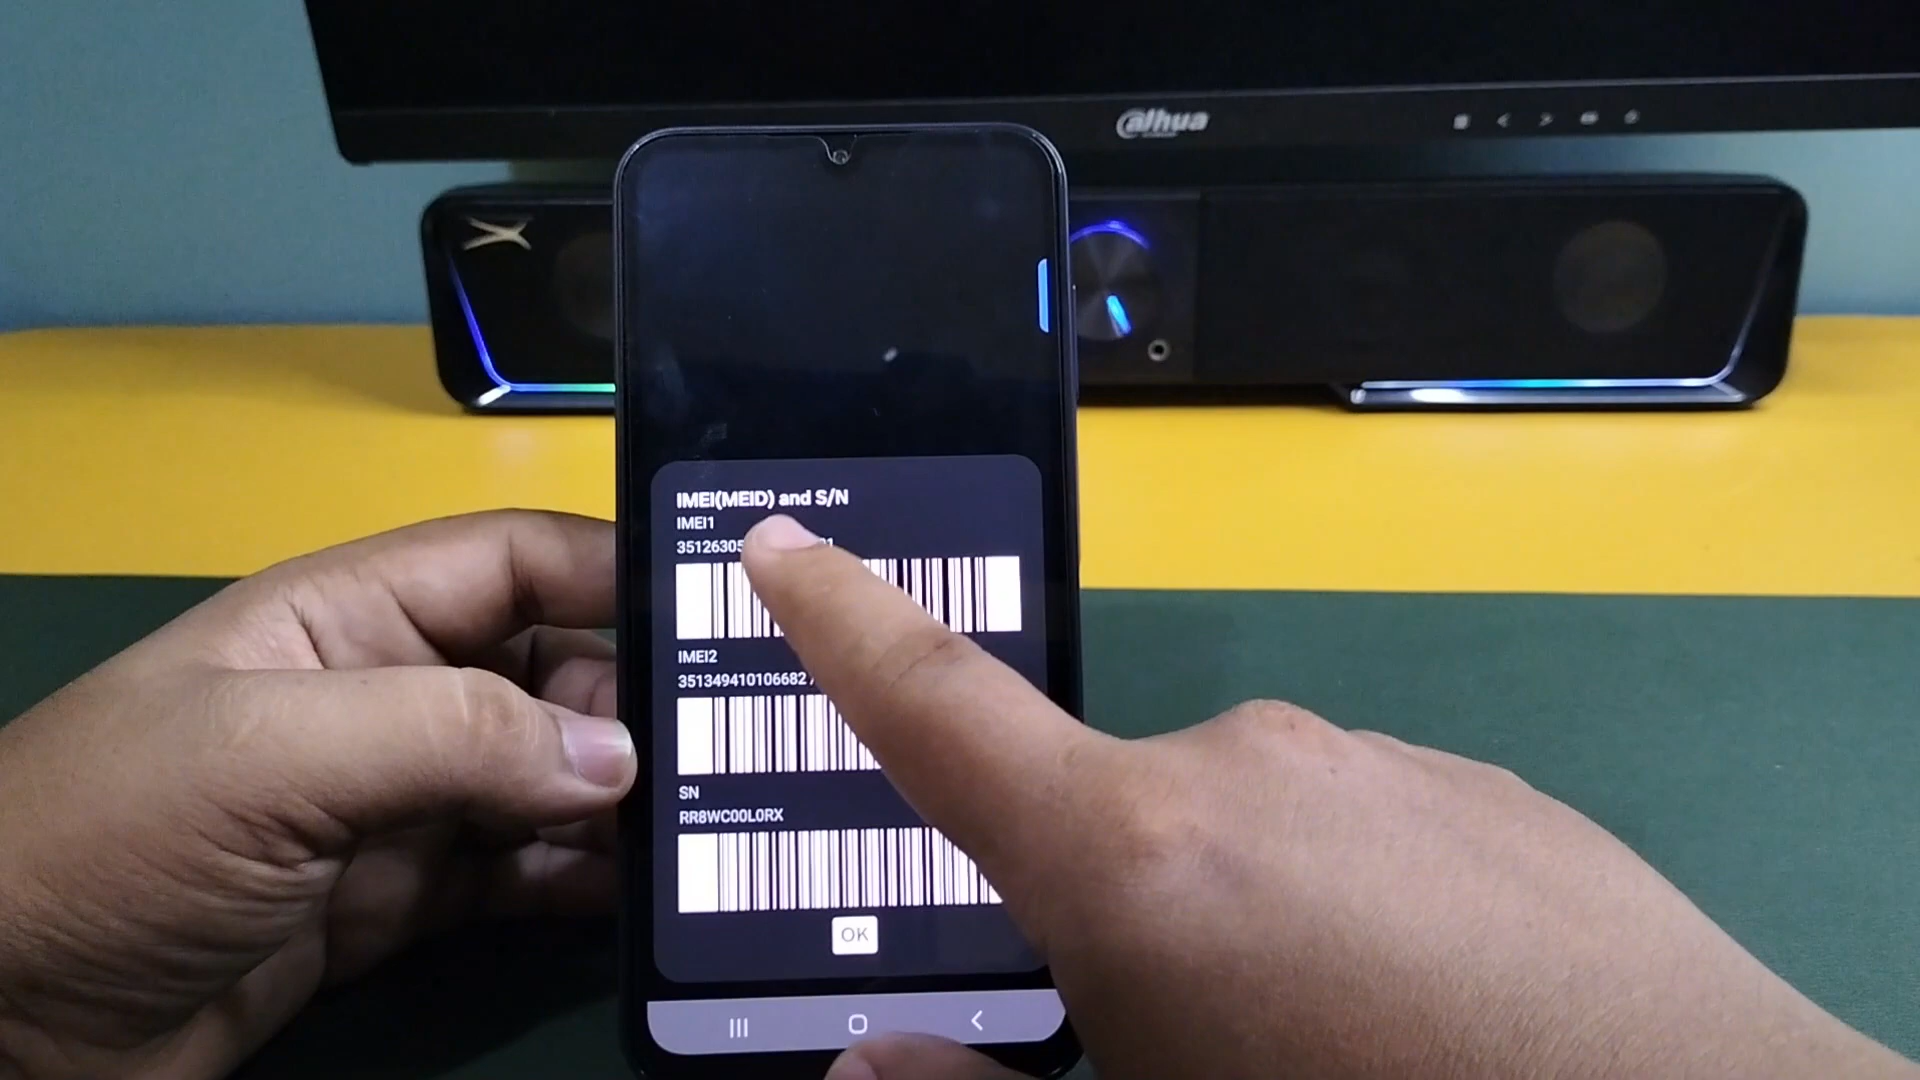 alhua
IMEI(MEID) and S/N
IMEI1
35126305
IMEI2
351349410106682 /
SN
RR8WC00L0RX
OK